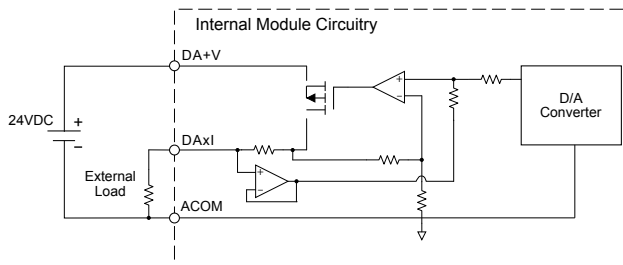 Internal Module Circuitry
DA+V
24VDC
+
−
DAxI
External
Load
ACOM
+
−
+
−
D/A
Converter